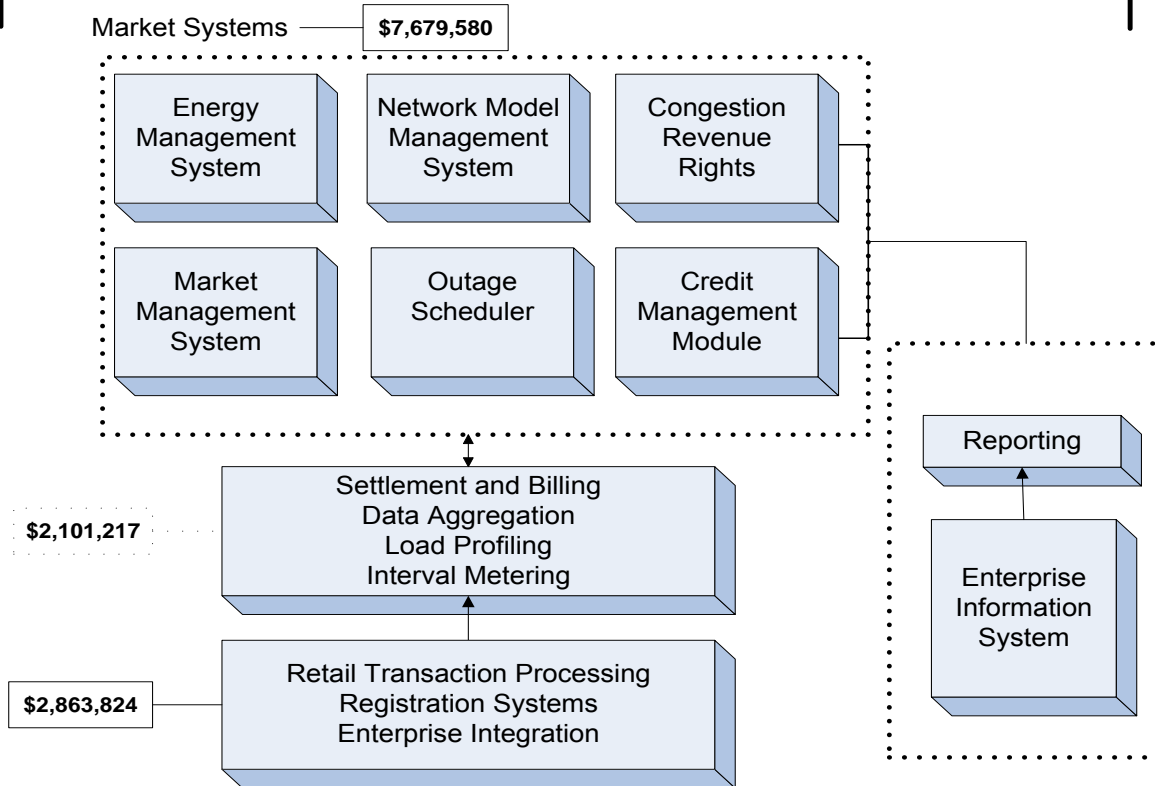 Market Systems
$7,679,580
Energy
Management
System
Network Model
Management
System
Congestion
Revenue
Rights
Market
Management
System
Outage
Scheduler
Credit
Management
Module
Reporting
Enterprise
Information
System
$2,101,217
Settlement and Billing
Data Aggregation
Load Profiling
Interval Metering
$2,863,824
Retail Transaction Processing
Registration Systems
Enterprise Integration